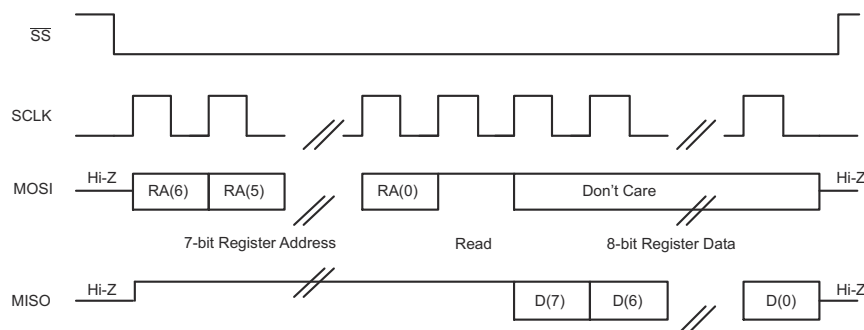 SS
SCLK
Hi-Z
MOSI
RA(6)
RA(5)
RA(0)
Don't Care
Hi-Z
7-bit Register Address
Read
8-bit Register Data
Hi-Z
MISO
D(7)
D(6)
D(0)
Hi-Z